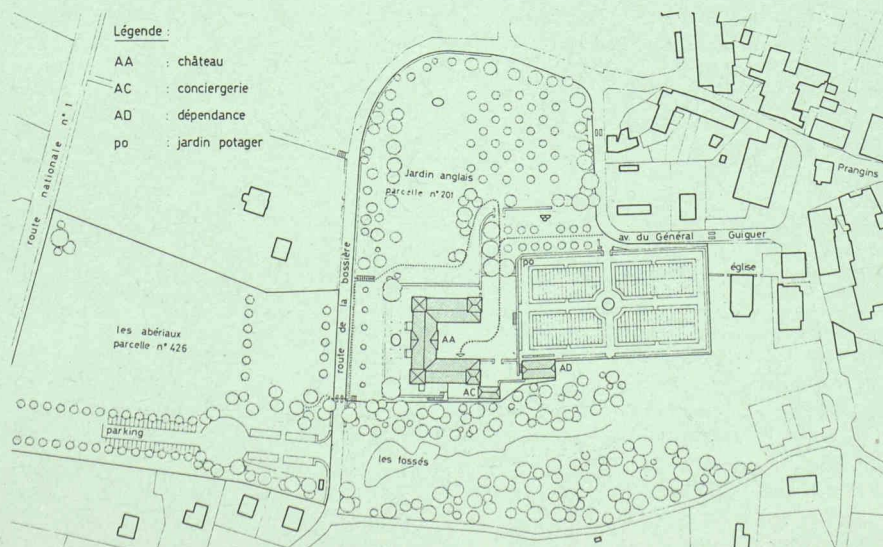 Légende :
AA : château
AC : conciergerie
AD : dépendance
po : jardin potager
route nationale n° 1
Jardin anglais
parcelle n° 201
Prangins
av. du Général Guiguer
po
église
route de la bossière
les abériaux
parcelle n° 426
AA
AD
AC
parking
les fossés